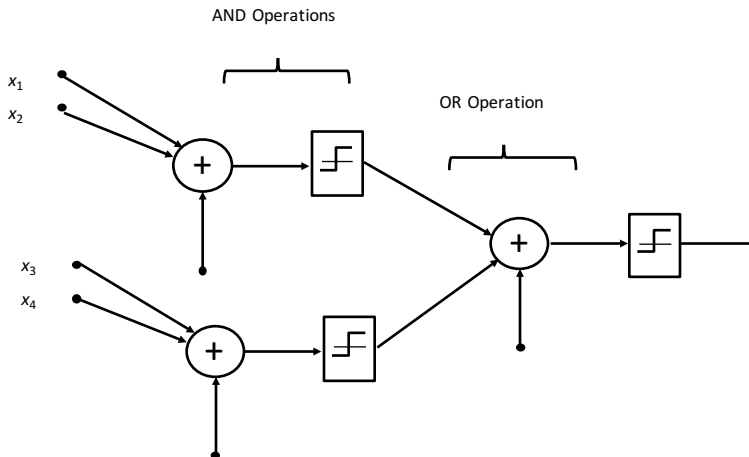 AND Operations
x₁
x₂
OR Operation
+
+
x₃
x₄
+